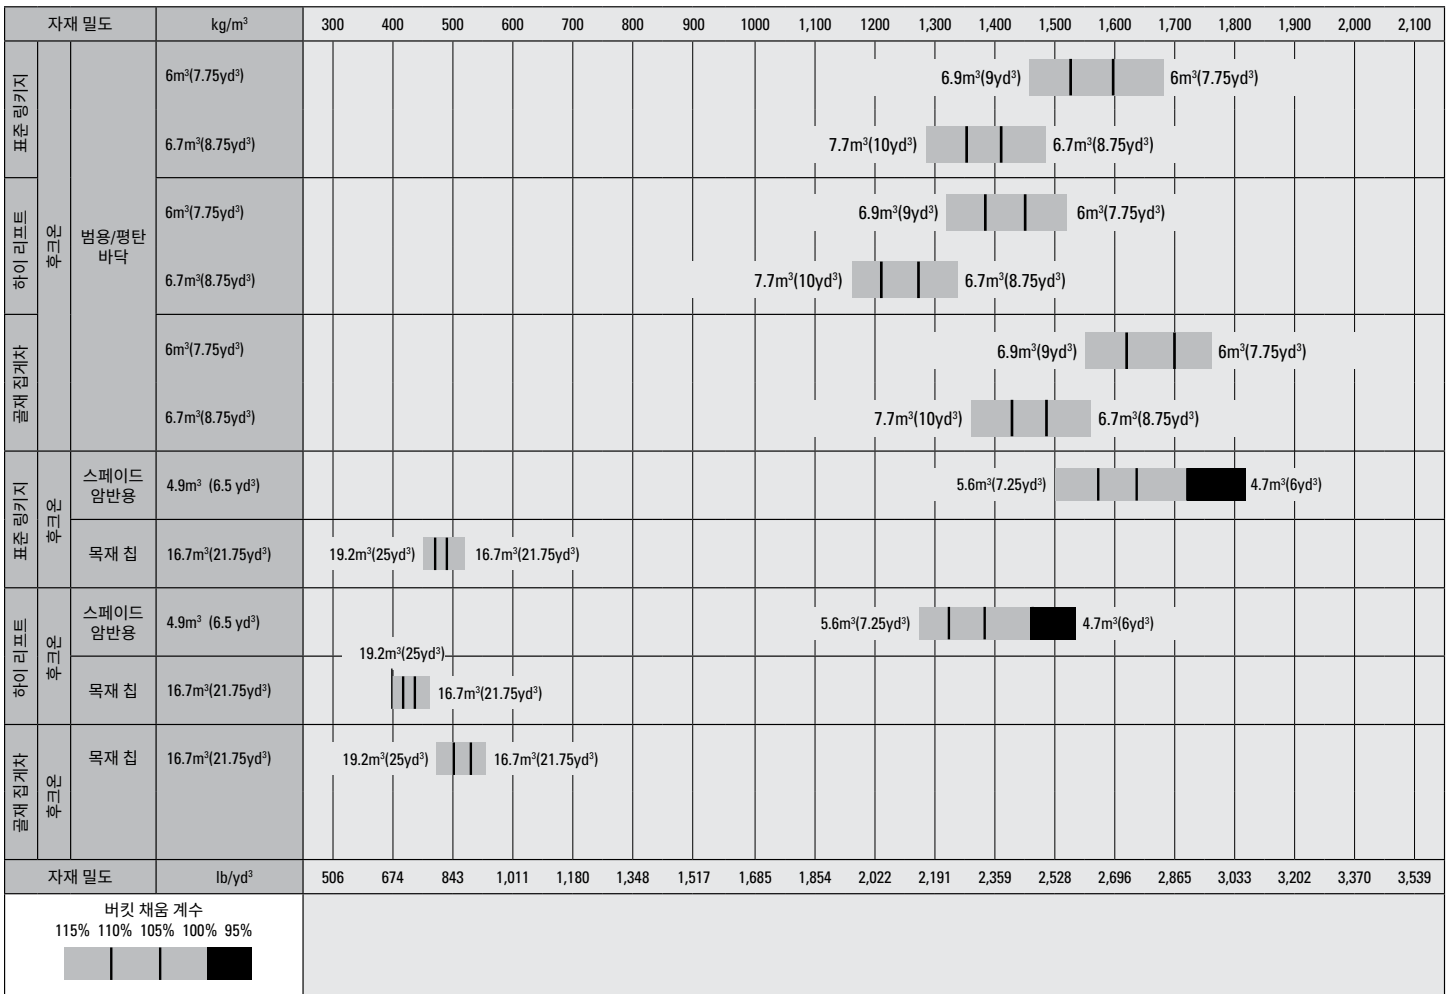 자재 밀도 kg/m³ 300 400 500 600 700 800 900 1000 1,100 1200 1,300 1,400 1,500 1,600 1,700 1,800 1,900 2,000 2,100
표준 링키지
후크온
범용/평탄
바닥
6m³(7.75yd³) 6.9m³(9yd³) 6m³(7.75yd³)
6.7m³(8.75yd³) 7.7m³(10yd³) 6.7m³(8.75yd³)
하이 리프트
6m³(7.75yd³) 6.9m³(9yd³) 6m³(7.75yd³)
6.7m³(8.75yd³) 7.7m³(10yd³) 6.7m³(8.75yd³)
골재 집게차
6m³(7.75yd³) 6.9m³(9yd³) 6m³(7.75yd³)
6.7m³(8.75yd³) 7.7m³(10yd³) 6.7m³(8.75yd³)
표준 링키지
후크온
스페이드
암반용
4.9m³ (6.5 yd³) 5.6m³(7.25yd³) 4.7m³(6yd³)
목재 칩 16.7m³(21.75yd³) 19.2m³(25yd³) 16.7m³(21.75yd³)
하이 리프트
후크온
스페이드
암반용
4.9m³ (6.5 yd³) 5.6m³(7.25yd³) 4.7m³(6yd³)
19.2m³(25yd³)
목재 칩 16.7m³(21.75yd³) 16.7m³(21.75yd³)
골재 집게차
후크온
목재 칩 16.7m³(21.75yd³) 19.2m³(25yd³) 16.7m³(21.75yd³)
자재 밀도 lb/yd³ 506 674 843 1,011 1,180 1,348 1,517 1,685 1,854 2,022 2,191 2,359 2,528 2,696 2,865 3,033 3,202 3,370 3,539
버킷 채움 계수
115% 110% 105% 100% 95%